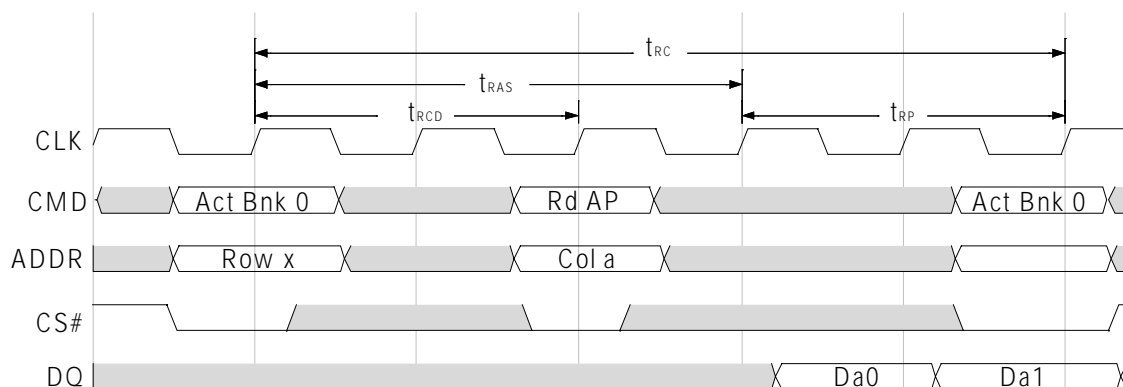 tRC
tRAS
tRCD tRP
CLK
CMD Act Bnk 0 Rd AP Act Bnk 0
ADDR Row x Col a
CS#
DQ Da0 Da1